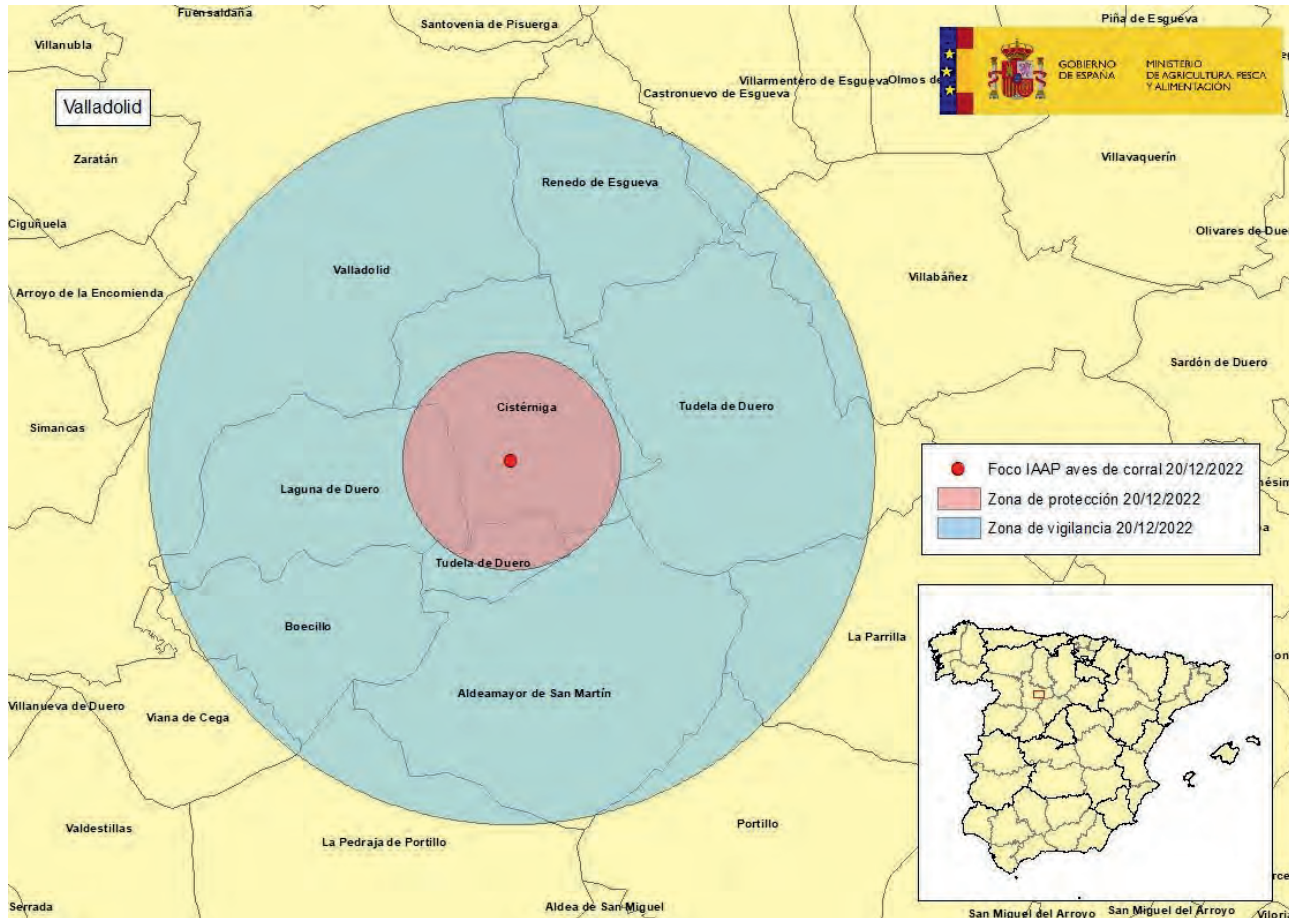 Fuensaldaña
Santovenia de Pisuerga
Piña de Esgueva
Villanubla
GOBIERNO
DE ESPAÑA
MINISTERIO
DE AGRICULTURA, PESCA
Y ALIMENTACIÓN
Villarmentero de Esgueva
Olmos de
Castronuevo de Esgueva
Valladolid
Zaratán
Villavaquerín
Renedo de Esgueva
Ciguñuela
Olivares de Due
Valladolid
Villabáñez
Arroyo de la Encomienda
Sardón de Duero
Cistérniga
Tudela de Duero
Simancas
Foco IAAP aves de corral 20/12/2022
Zona de protección 20/12/2022
Zona de vigilancia 20/12/2022
Laguna de Duero
Tudela de Duero
Boecillo
La Parrilla
Aldeamayor de San Martín
Villanueva de Duero
Viana de Cega
Valdestillas
La Pedraja de Portillo
Portillo
Serrada
Aldea de San Miguel
San Miguel del Arroyo
San Miguel del Arroyo